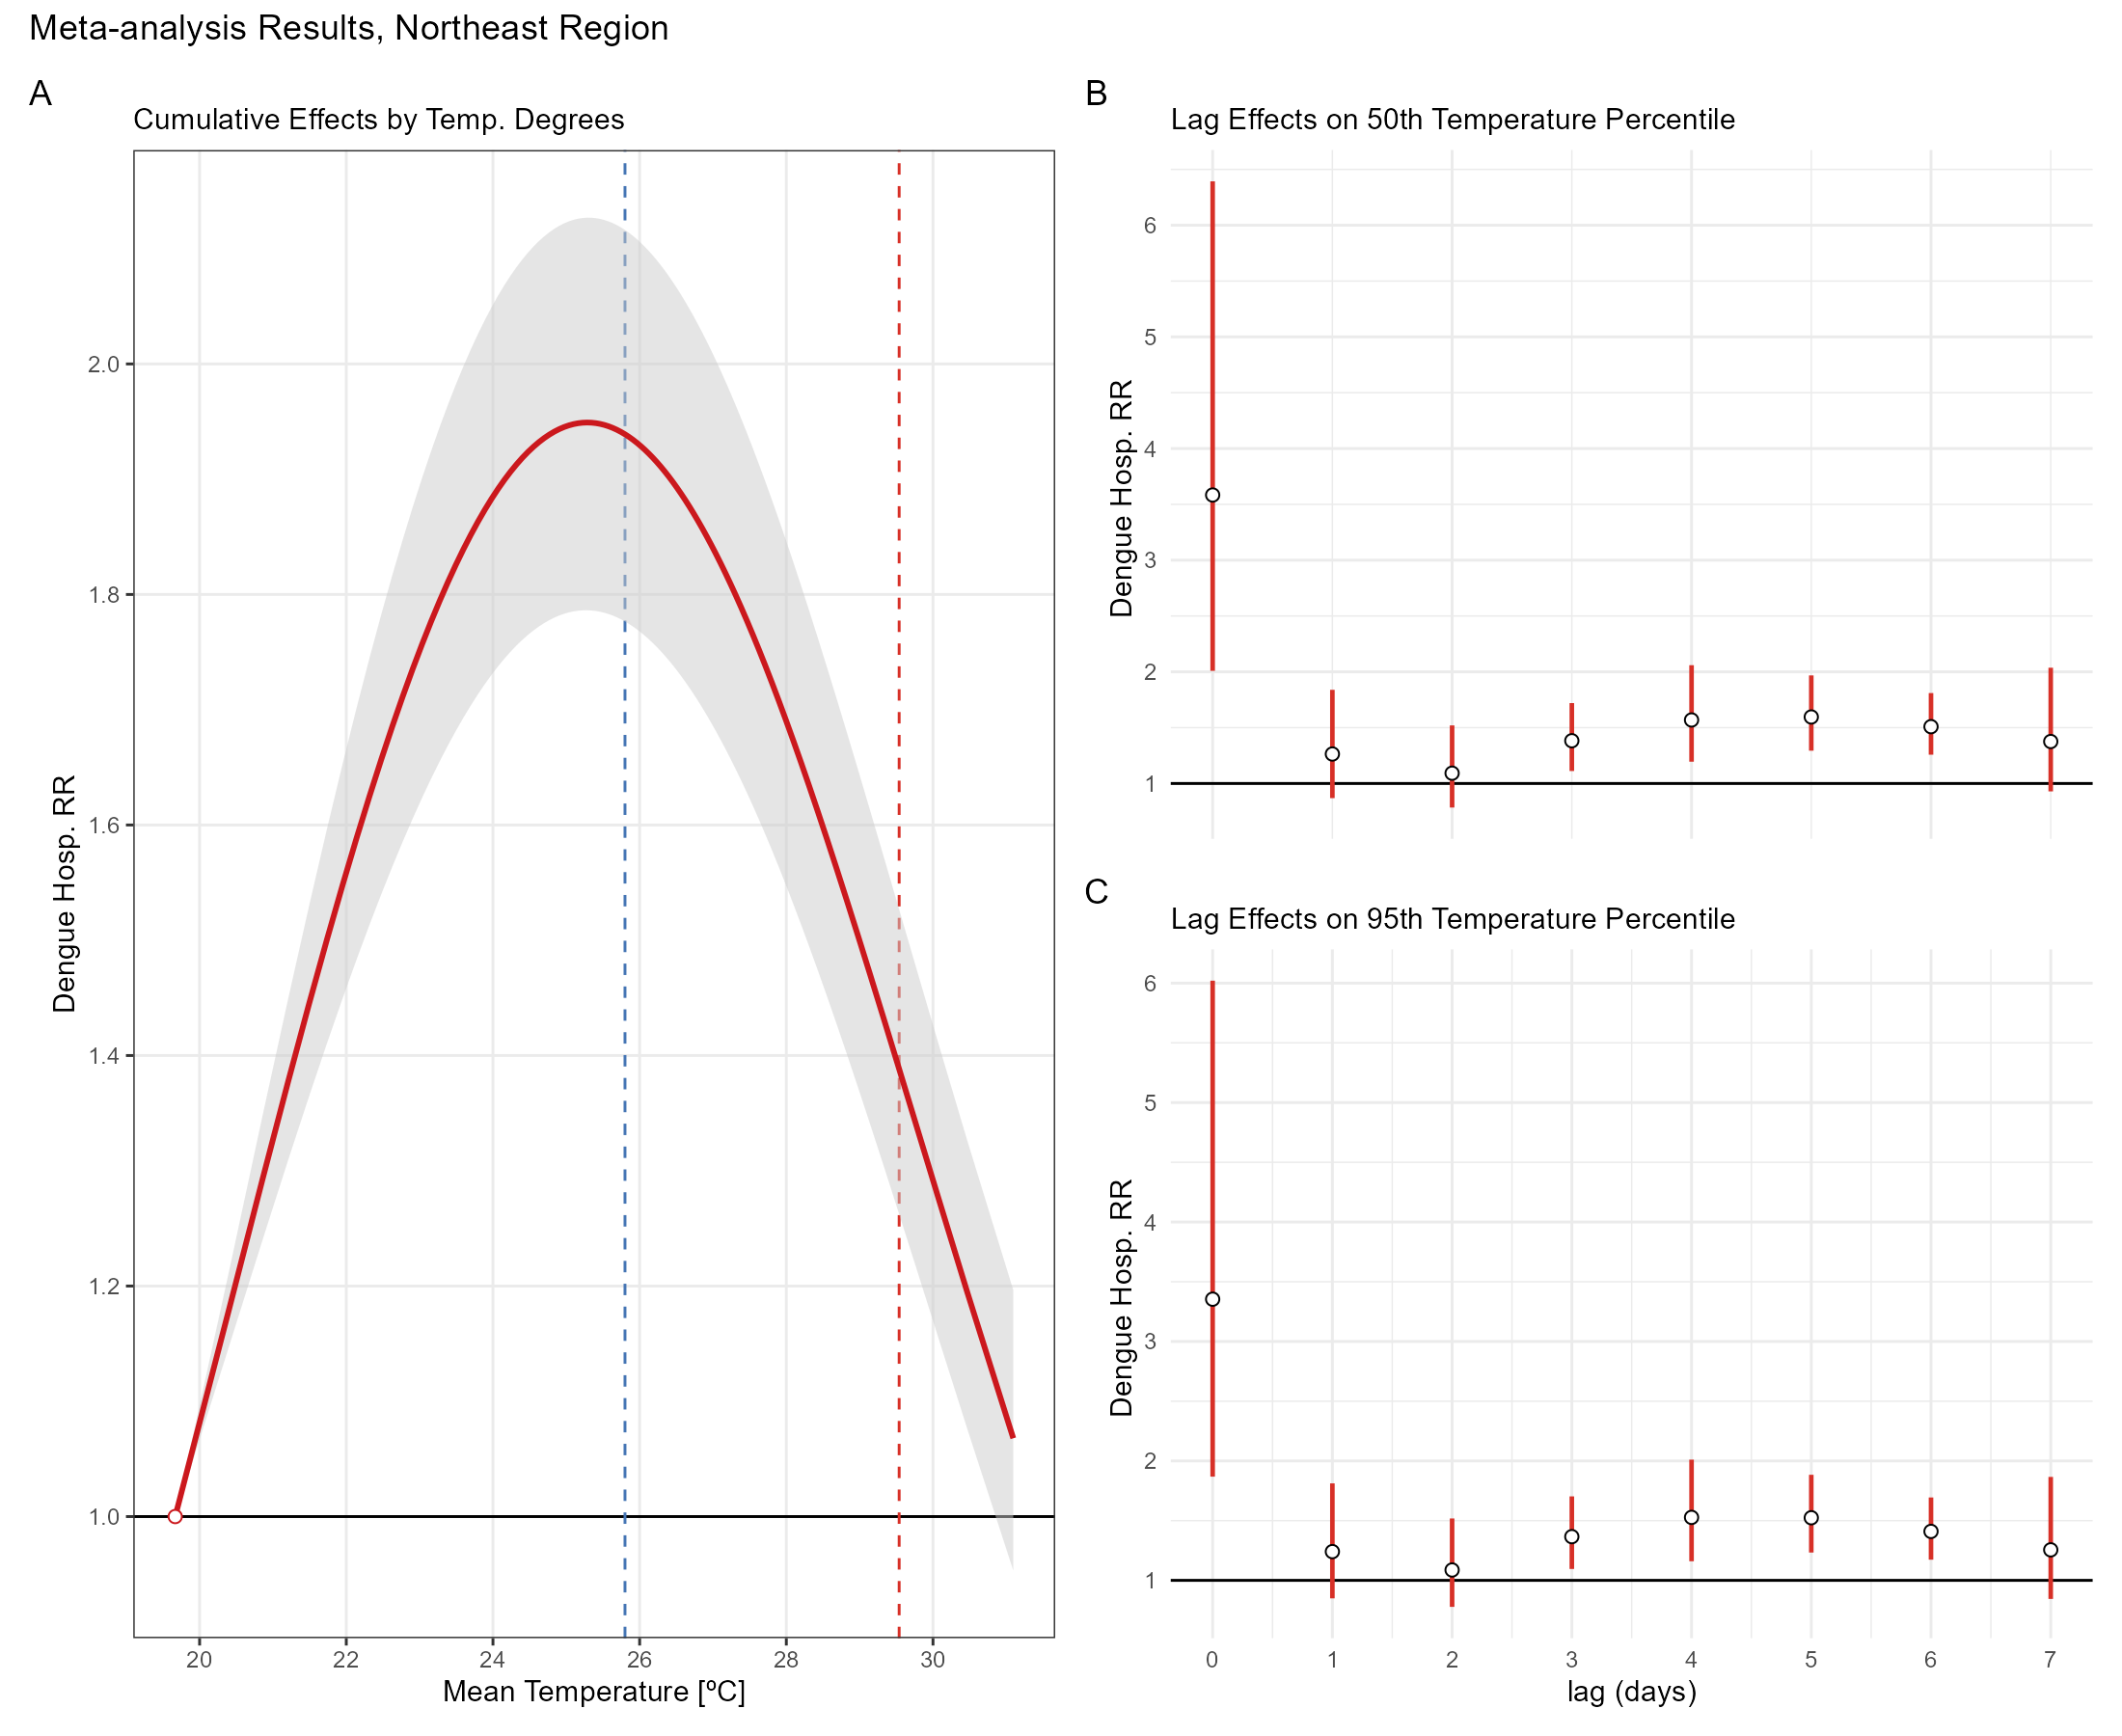 Meta-analysis Results, Northeast Region
A
Cumulative Effects by Temp. Degrees
Dengue Hosp. RR
2.0
1.8
1.6
1.4
1.2
1.0
20 22 24 26 28 30
Mean Temperature [ºC]
B
Lag Effects on 50th Temperature Percentile
Dengue Hosp. RR
6
5
4
3
2
1
C
Lag Effects on 95th Temperature Percentile
Dengue Hosp. RR
6
5
4
3
2
1
0 1 2 3 4 5 6 7
lag (days)